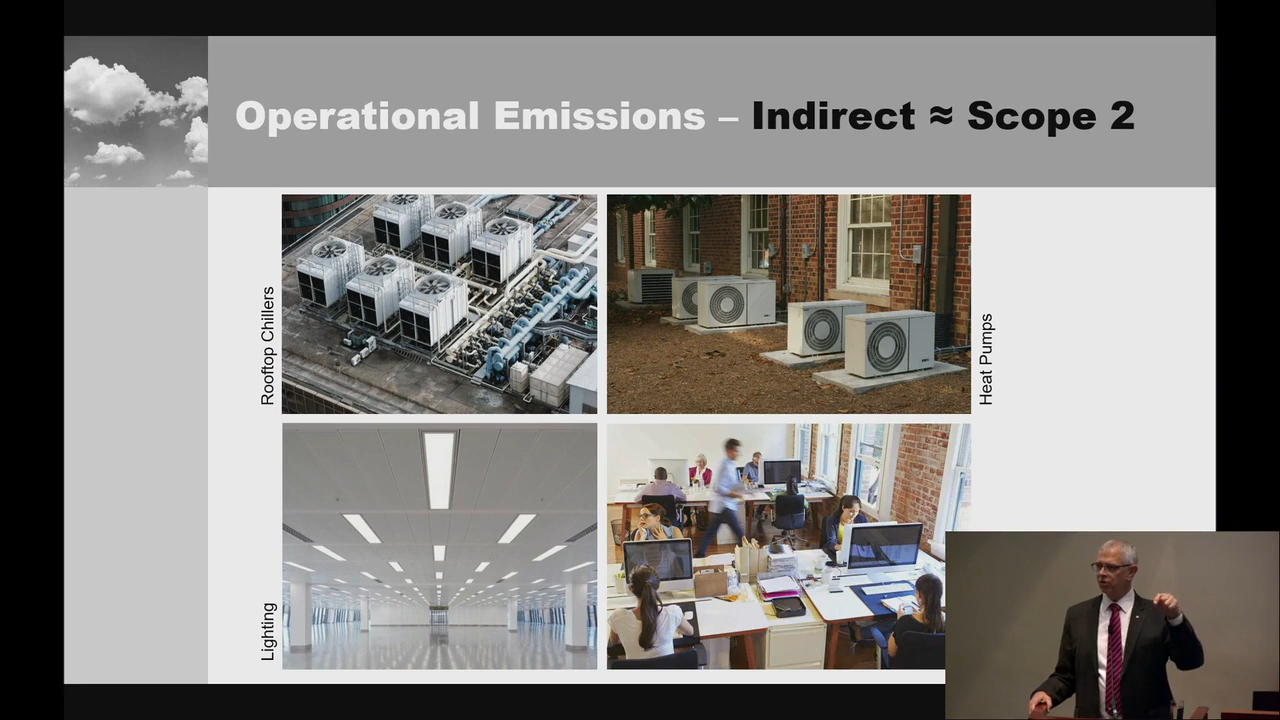 Operational Emissions – Indirect ≈ Scope 2
Rooftop Chillers
Heat Pumps
Lighting